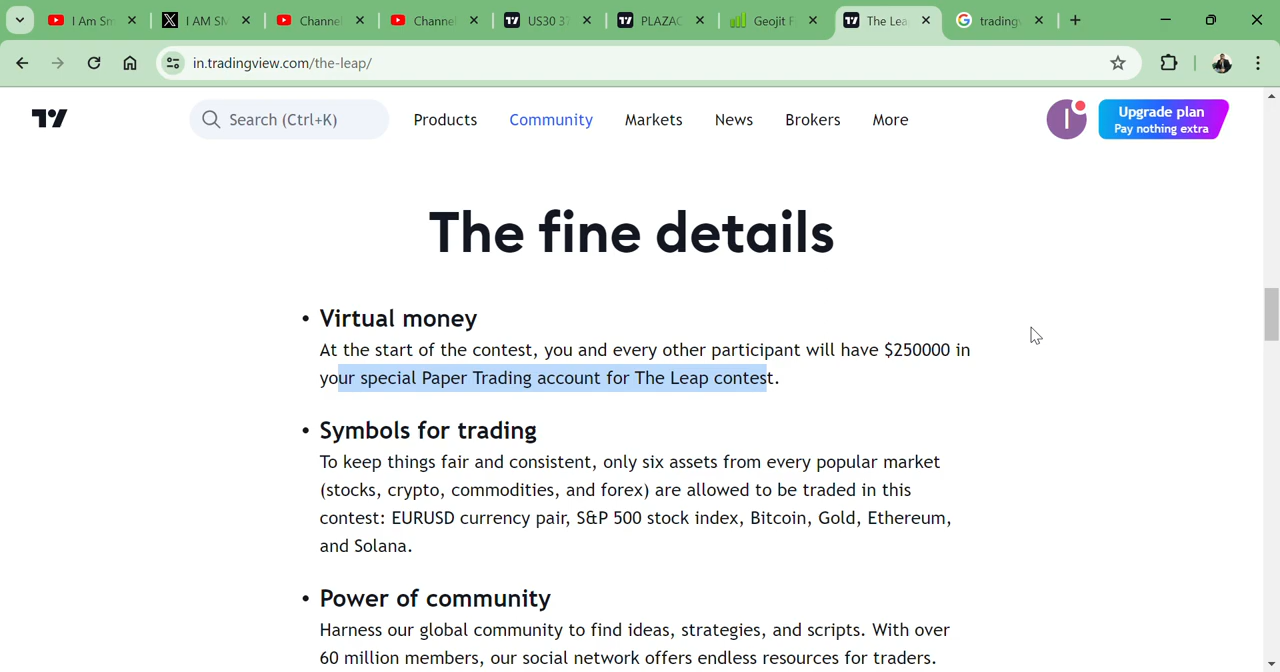 I Am Sm
I AM SM
Channel
Channel
US30 3
PLAZAC
Geojit F
The Lea
trading
in.tradingview.com/the-leap/
Search (Ctrl+K)
Products
Community
Markets
News
Brokers
More
I
Upgrade plan
Pay nothing extra
The fine details
• Virtual money
At the start of the contest, you and every other participant will have $250000 in
your special Paper Trading account for The Leap contest.
• Symbols for trading
To keep things fair and consistent, only six assets from every popular market
(stocks, crypto, commodities, and forex) are allowed to be traded in this
contest: EURUSD currency pair, S&P 500 stock index, Bitcoin, Gold, Ethereum,
and Solana.
• Power of community
Harness our global community to find ideas, strategies, and scripts. With over
60 million members, our social network offers endless resources for traders.